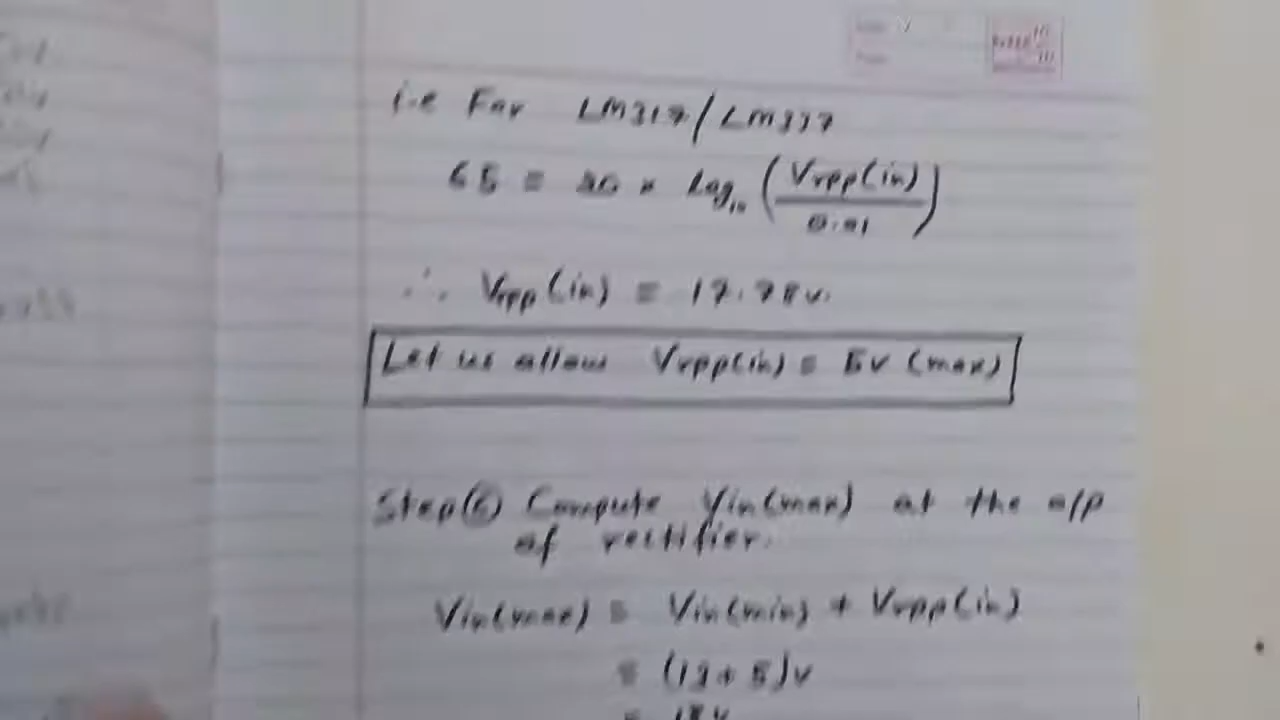 i.e For LM317/LM337
65 = 20 × Log₁₀ (Vrpp(in) / 0.01)
∴ Vrpp(in) = 17.78v.
Let us allow Vrpp(in) = 5v (max)
Step(6) Compute Vin(max) at the o/p
of rectifier.
Vin(max) = Vin(min) + Vrpp(in)
= (13+5)v
= 18v